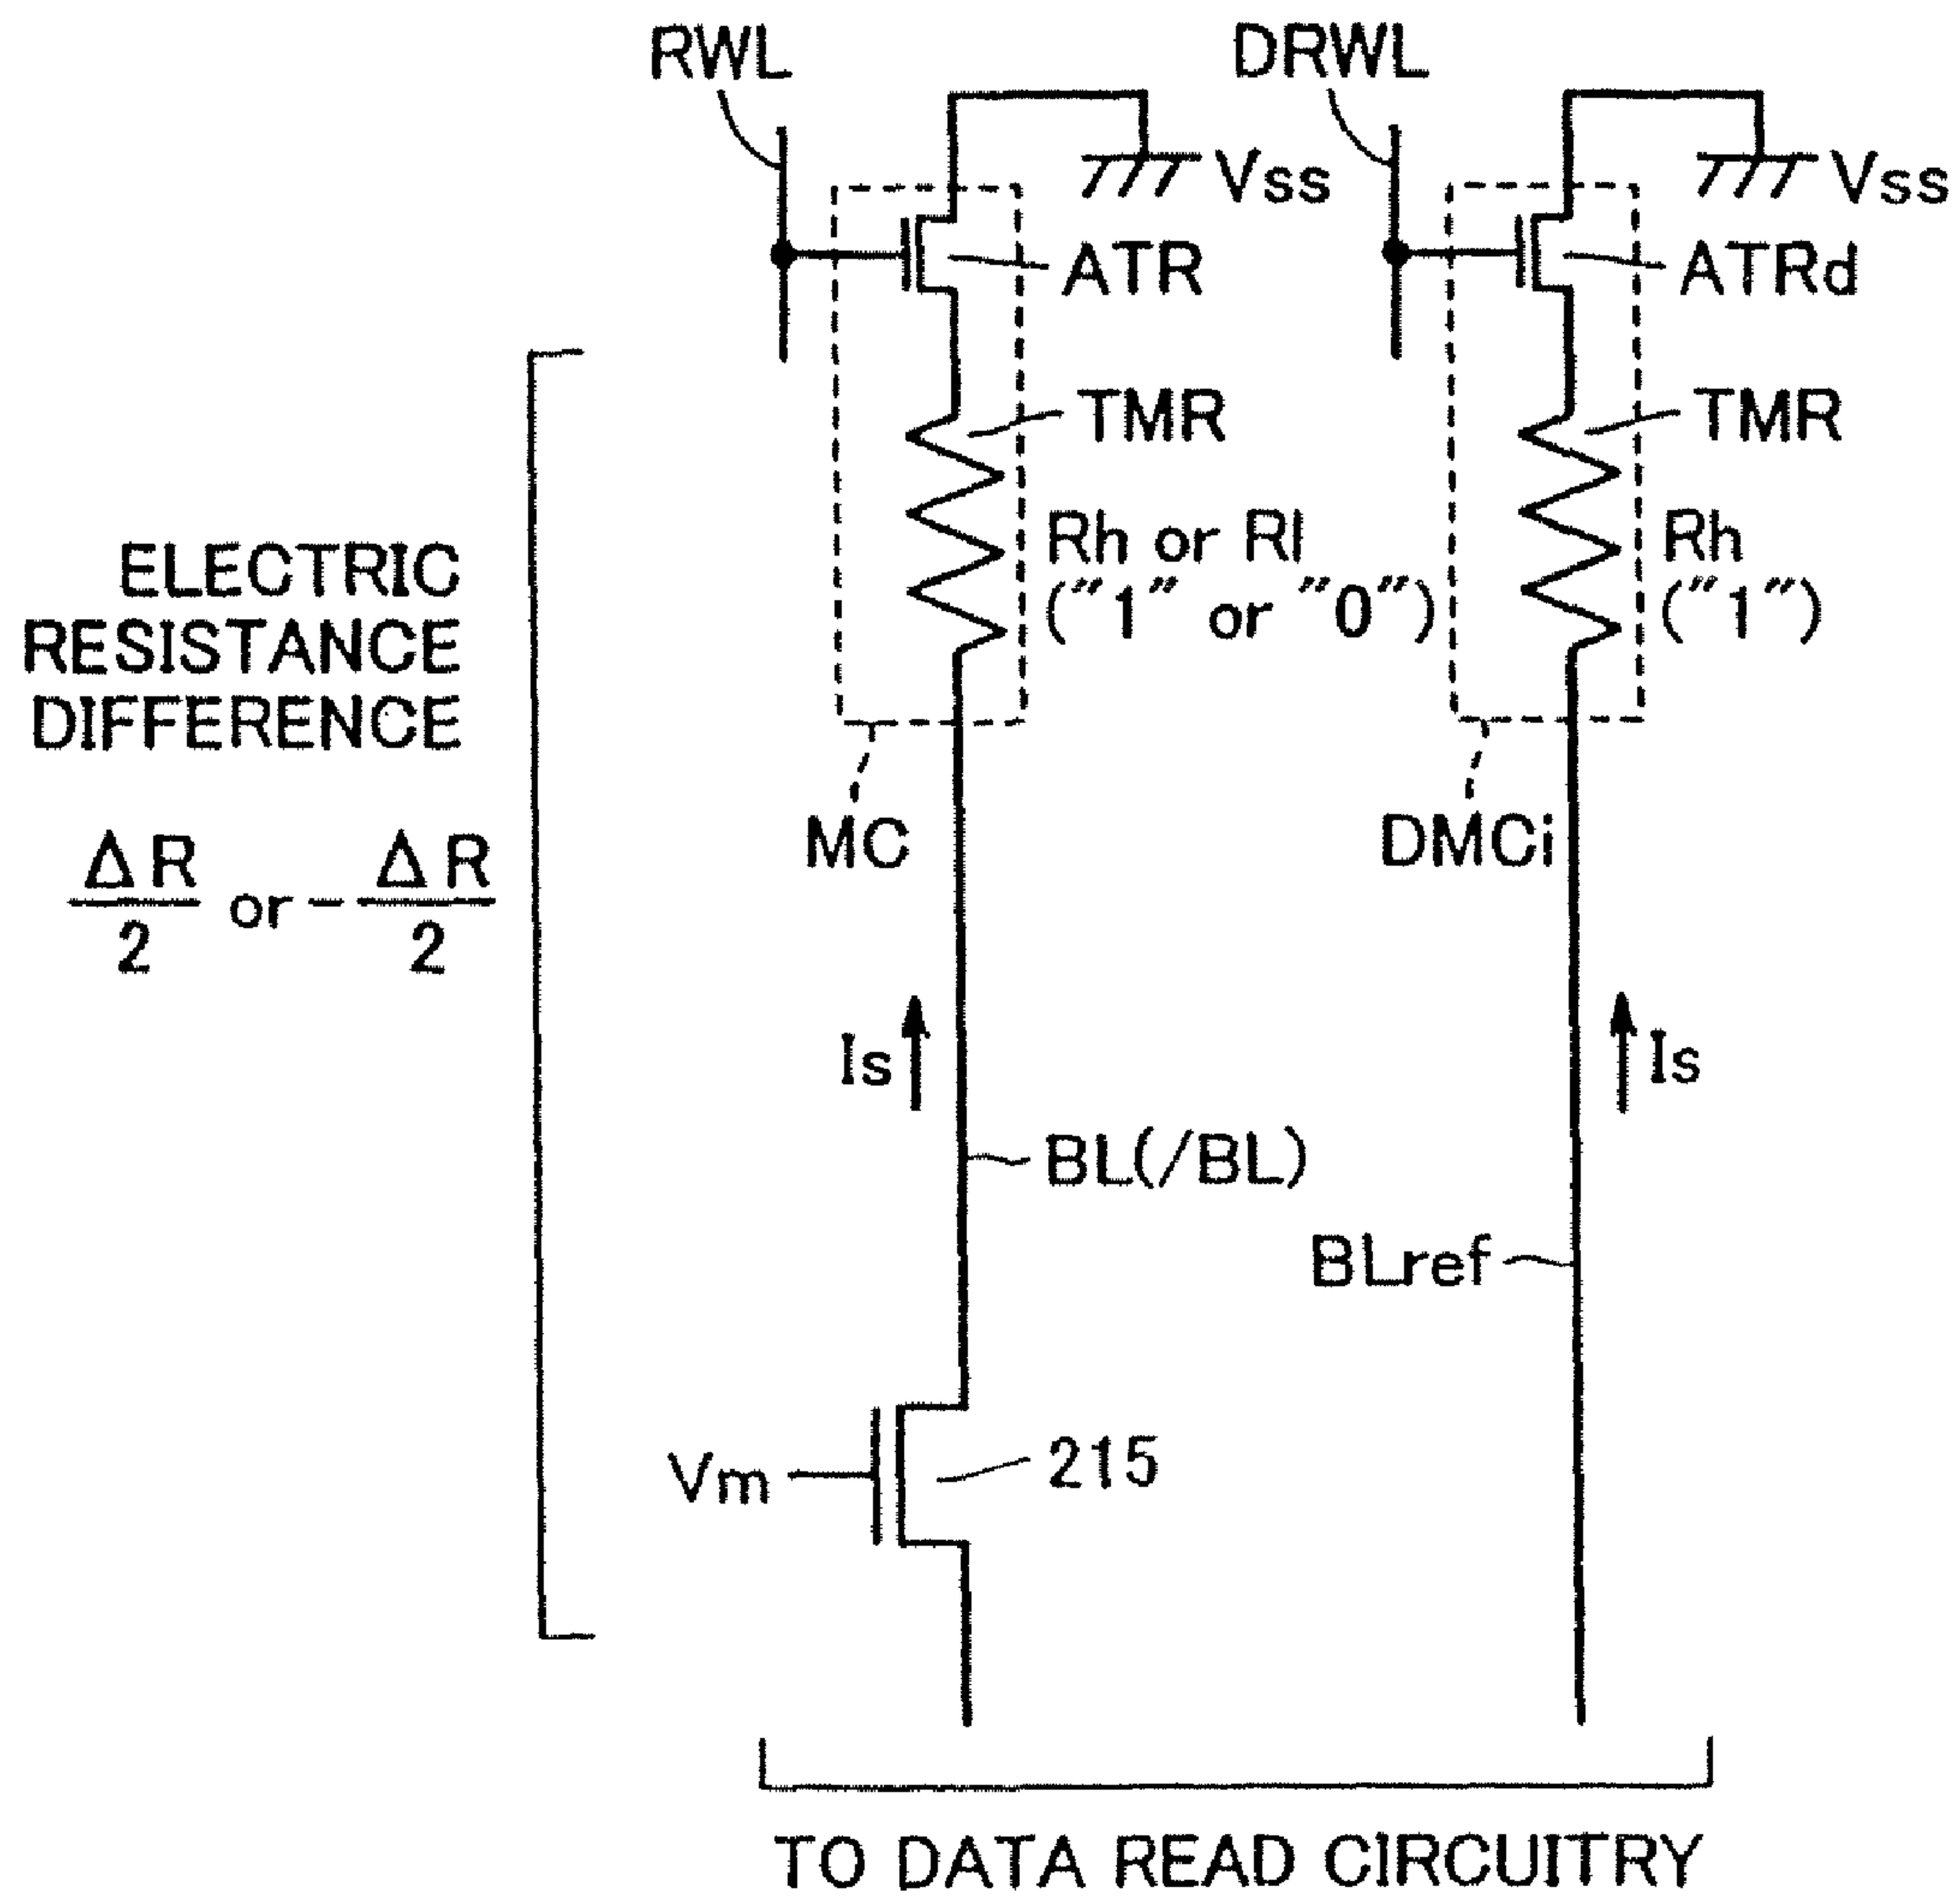 RWL
DRWL
Vss
Vss
ATR
ATRd
TMR
TMR
Rh or Rl
("1" or "0")
Rh
("1")
ELECTRIC
RESISTANCE
DIFFERENCE
ΔR/2 or -ΔR/2
MC
DMCi
Is
Is
BL(/BL)
BLref
Vm
215
TO DATA READ CIRCUITRY